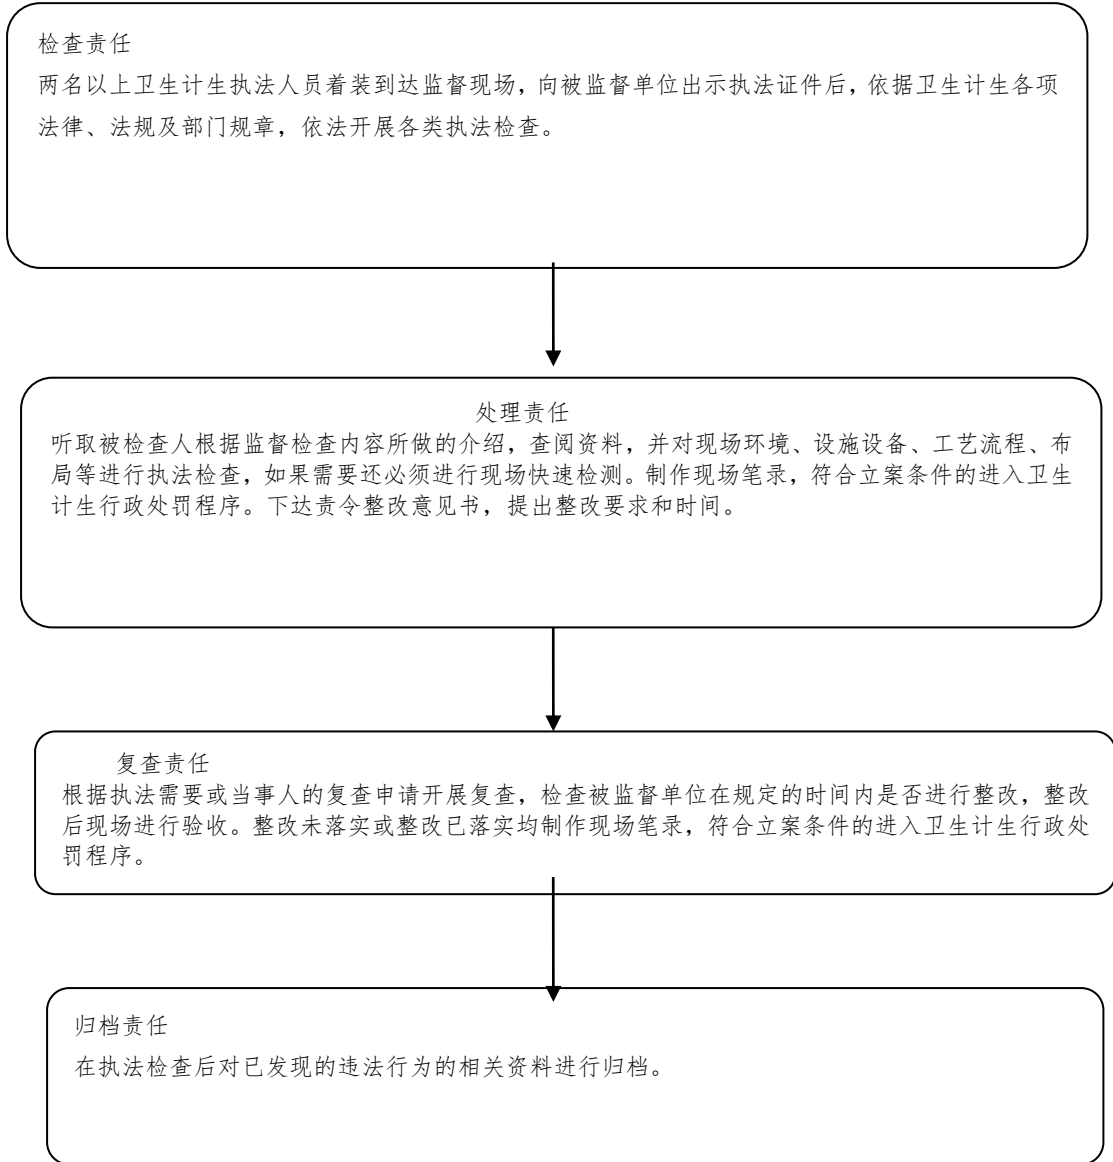 检查责任
两名以上卫生计生执法人员着装到达监督现场，向被监督单位出示执法证件后，依据卫生计生各项
法律、法规及部门规章，依法开展各类执法检查。
处理责任
听取被检查人根据监督检查内容所做的介绍，查阅资料，并对现场环境、设施设备、工艺流程、布
局等进行执法检查，如果需要还必须进行现场快速检测。制作现场笔录，符合立案条件的进入卫生
计生行政处罚程序。下达责令整改意见书，提出整改要求和时间。
复查责任
根据执法需要或当事人的复查申请开展复查，检查被监督单位在规定的时间内是否进行整改，整改
后现场进行验收。整改未落实或整改已落实均制作现场笔录，符合立案条件的进入卫生计生行政处
罚程序。
归档责任
在执法检查后对已发现的违法行为的相关资料进行归档。